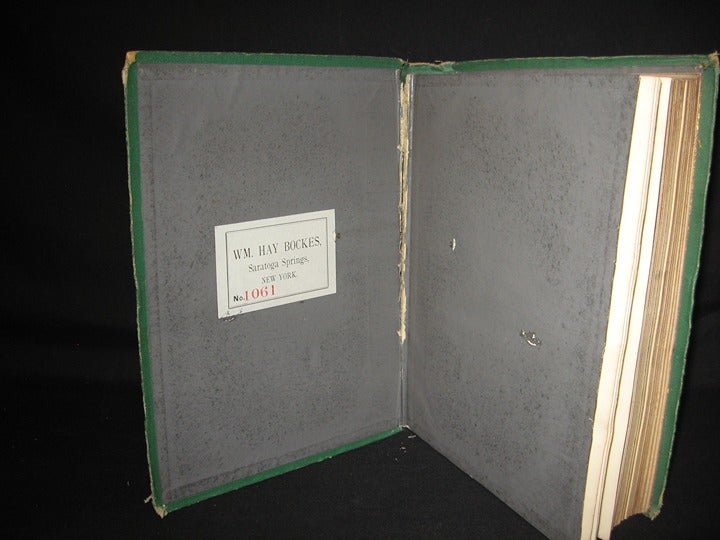 WM. HAY BOCKES,
Saratoga Springs,
NEW YORK.
No. 1061